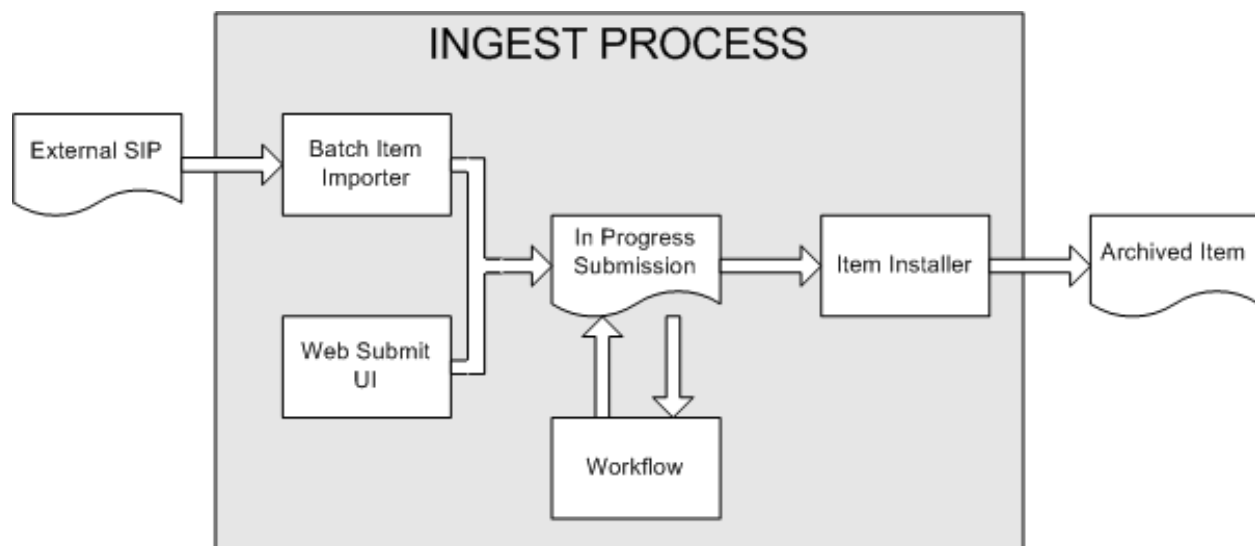 INGEST PROCESS
External SIP
Batch Item
Importer
In Progress
Submission
Item Installer
Archived Item
Web Submit
UI
Workflow